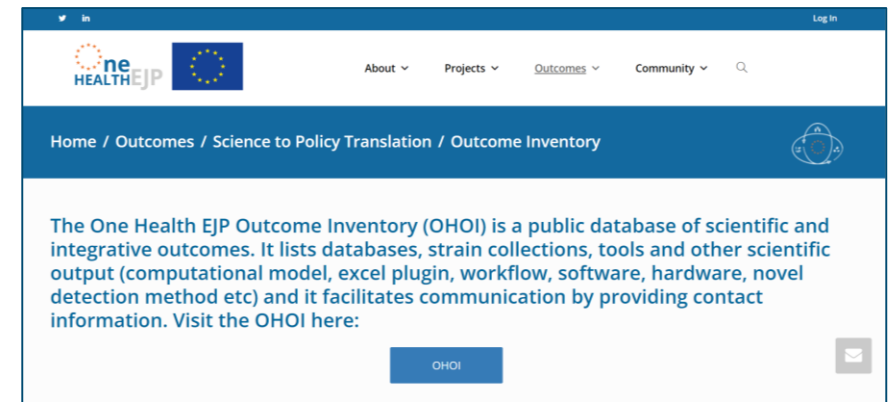 Log In
One
HEALTHEJP
About
Projects
Outcomes
Community
Home / Outcomes / Science to Policy Translation / Outcome Inventory
The One Health EJP Outcome Inventory (OHOI) is a public database of scientific and
integrative outcomes. It lists databases, strain collections, tools and other scientific
output (computational model, excel plugin, workflow, software, hardware, novel
detection method etc) and it facilitates communication by providing contact
information. Visit the OHOI here:
OHOI